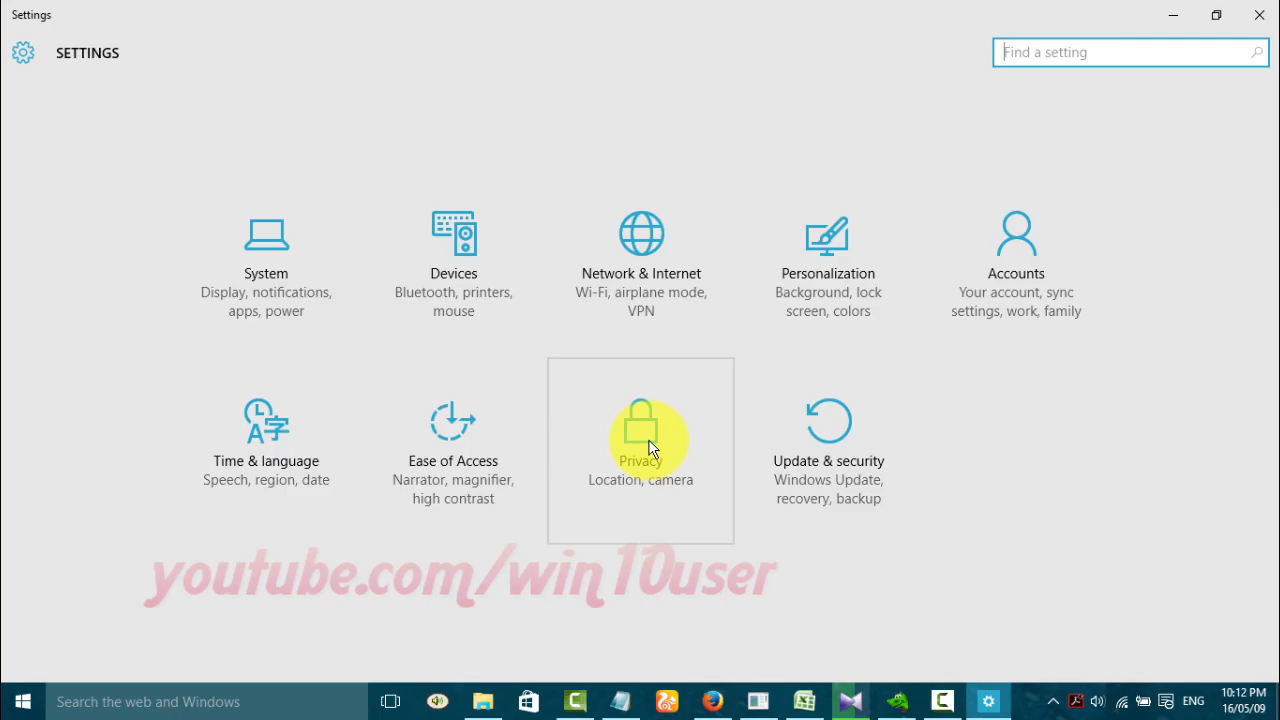 Settings
SETTINGS
Find a setting
System
Display, notifications,
apps, power
Devices
Bluetooth, printers,
mouse
Network & Internet
Wi-Fi, airplane mode,
VPN
Personalization
Background, lock
screen, colors
Accounts
Your account, sync
settings, work, family
A字
Time & language
Speech, region, date
Ease of Access
Narrator, magnifier,
high contrast
Privacy
Location, camera
Update & security
Windows Update,
recovery, backup
youtube.com/win10user
Search the web and Windows
ENG
10:12 PM
16/05/09